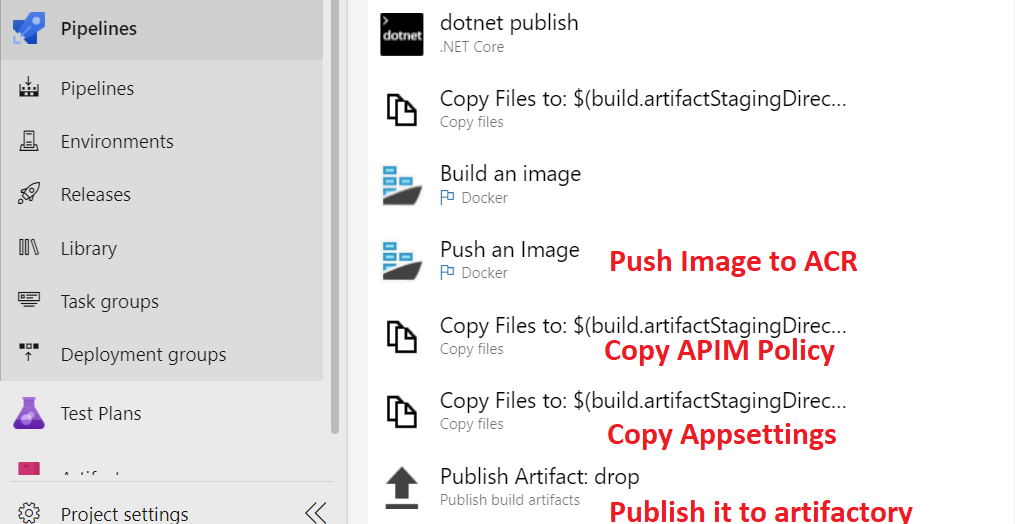 Pipelines
Pipelines
Environments
Releases
Library
Task groups
Deployment groups
Test Plans
Project settings
dotnet
dotnet publish
.NET Core
Copy Files to: $(build.artifactStagingDirec...
Copy files
Build an image
Docker
Push an Image
Docker
Push Image to ACR
Copy Files to: $(build.artifactStagingDirec...
Copy files
Copy APIM Policy
Copy Files to: $(build.artifactStagingDirec...
Copy files
Copy Appsettings
Publish Artifact: drop
Publish build artifacts
Publish it to artifactory